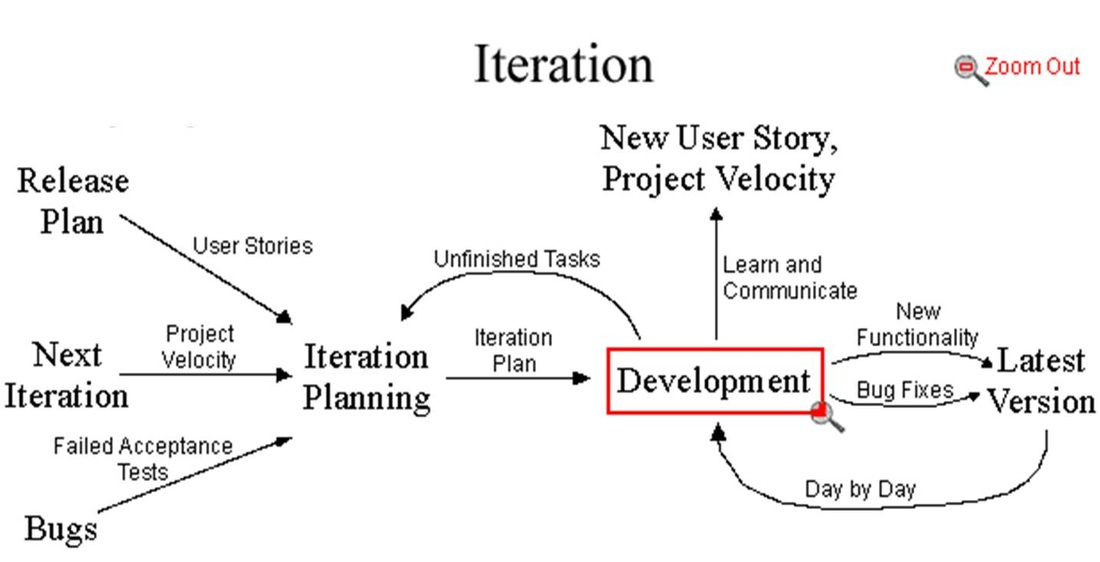 Iteration
Zoom Out
New User Story,
Project Velocity
Release
Plan
User Stories
Unfinished Tasks
Learn and
Communicate
New
Functionality
Project
Velocity
Iteration
Plan
Next
Iteration
Iteration
Planning
Development
Bug Fixes
Latest
Version
Failed Acceptance
Tests
Day by Day
Bugs